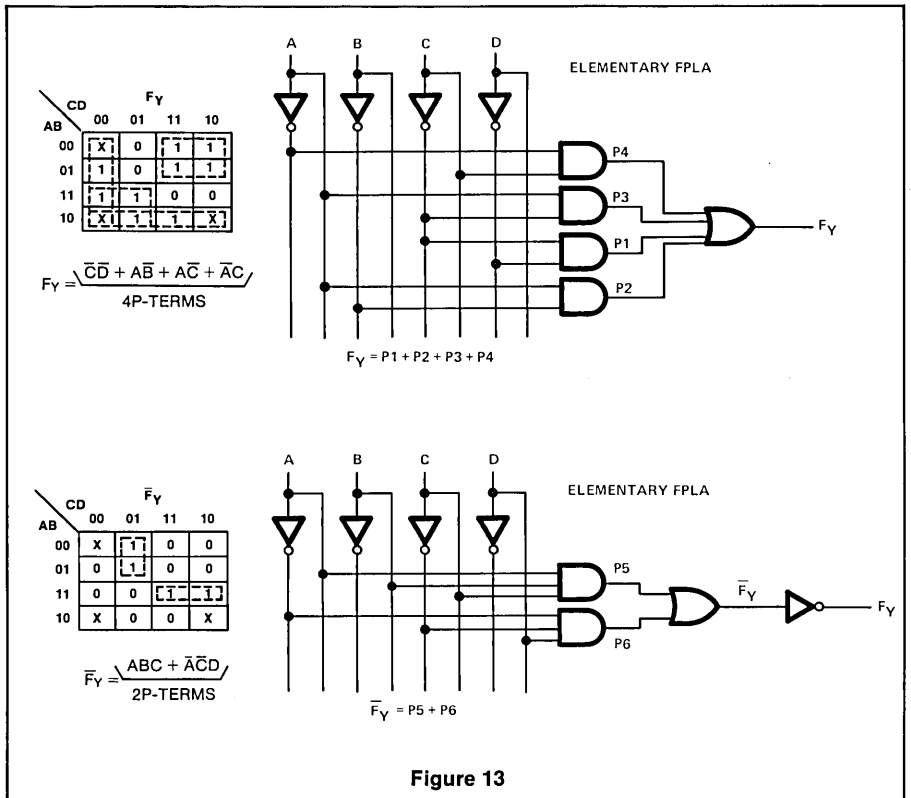 A B C D
ELEMENTARY FPLA
CD F_Y
AB 00 01 11 10
00 X 0 1 1
01 1 0 1 1
11 1 1 0 0
10 X 1 1 X
P4
P3
P1
P2
F_Y
F_Y = C̅D̅ + AB̅ + AC̅ + A̅C
4P-TERMS
F_Y = P1 + P2 + P3 + P4
A B C D
ELEMENTARY FPLA
CD F̅_Y
AB 00 01 11 10
00 X 1 0 0
01 0 1 0 0
11 0 0 1 1
10 X 0 0 X
P5
P6
F̅_Y
F_Y
F̅_Y = ABC + A̅C̅D
2P-TERMS
F̅_Y = P5 + P6
Figure 13